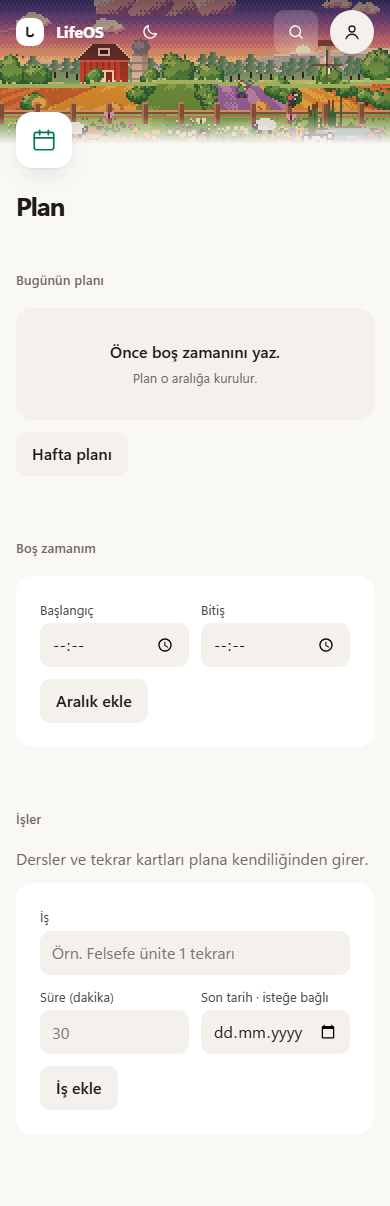 LifeOS
Plan
Bugünün planı
Önce boş zamanını yaz.
Plan o aralığa kurulur.
Hafta planı
Boş zamanım
Başlangıç Bitiş
--:-- --:--
Aralık ekle
İşler
Dersler ve tekrar kartları plana kendiliğinden girer.
İş
Örn. Felsefe ünite 1 tekrarı
Süre (dakika) Son tarih · isteğe bağlı
30 dd.mm.yyyy
İş ekle